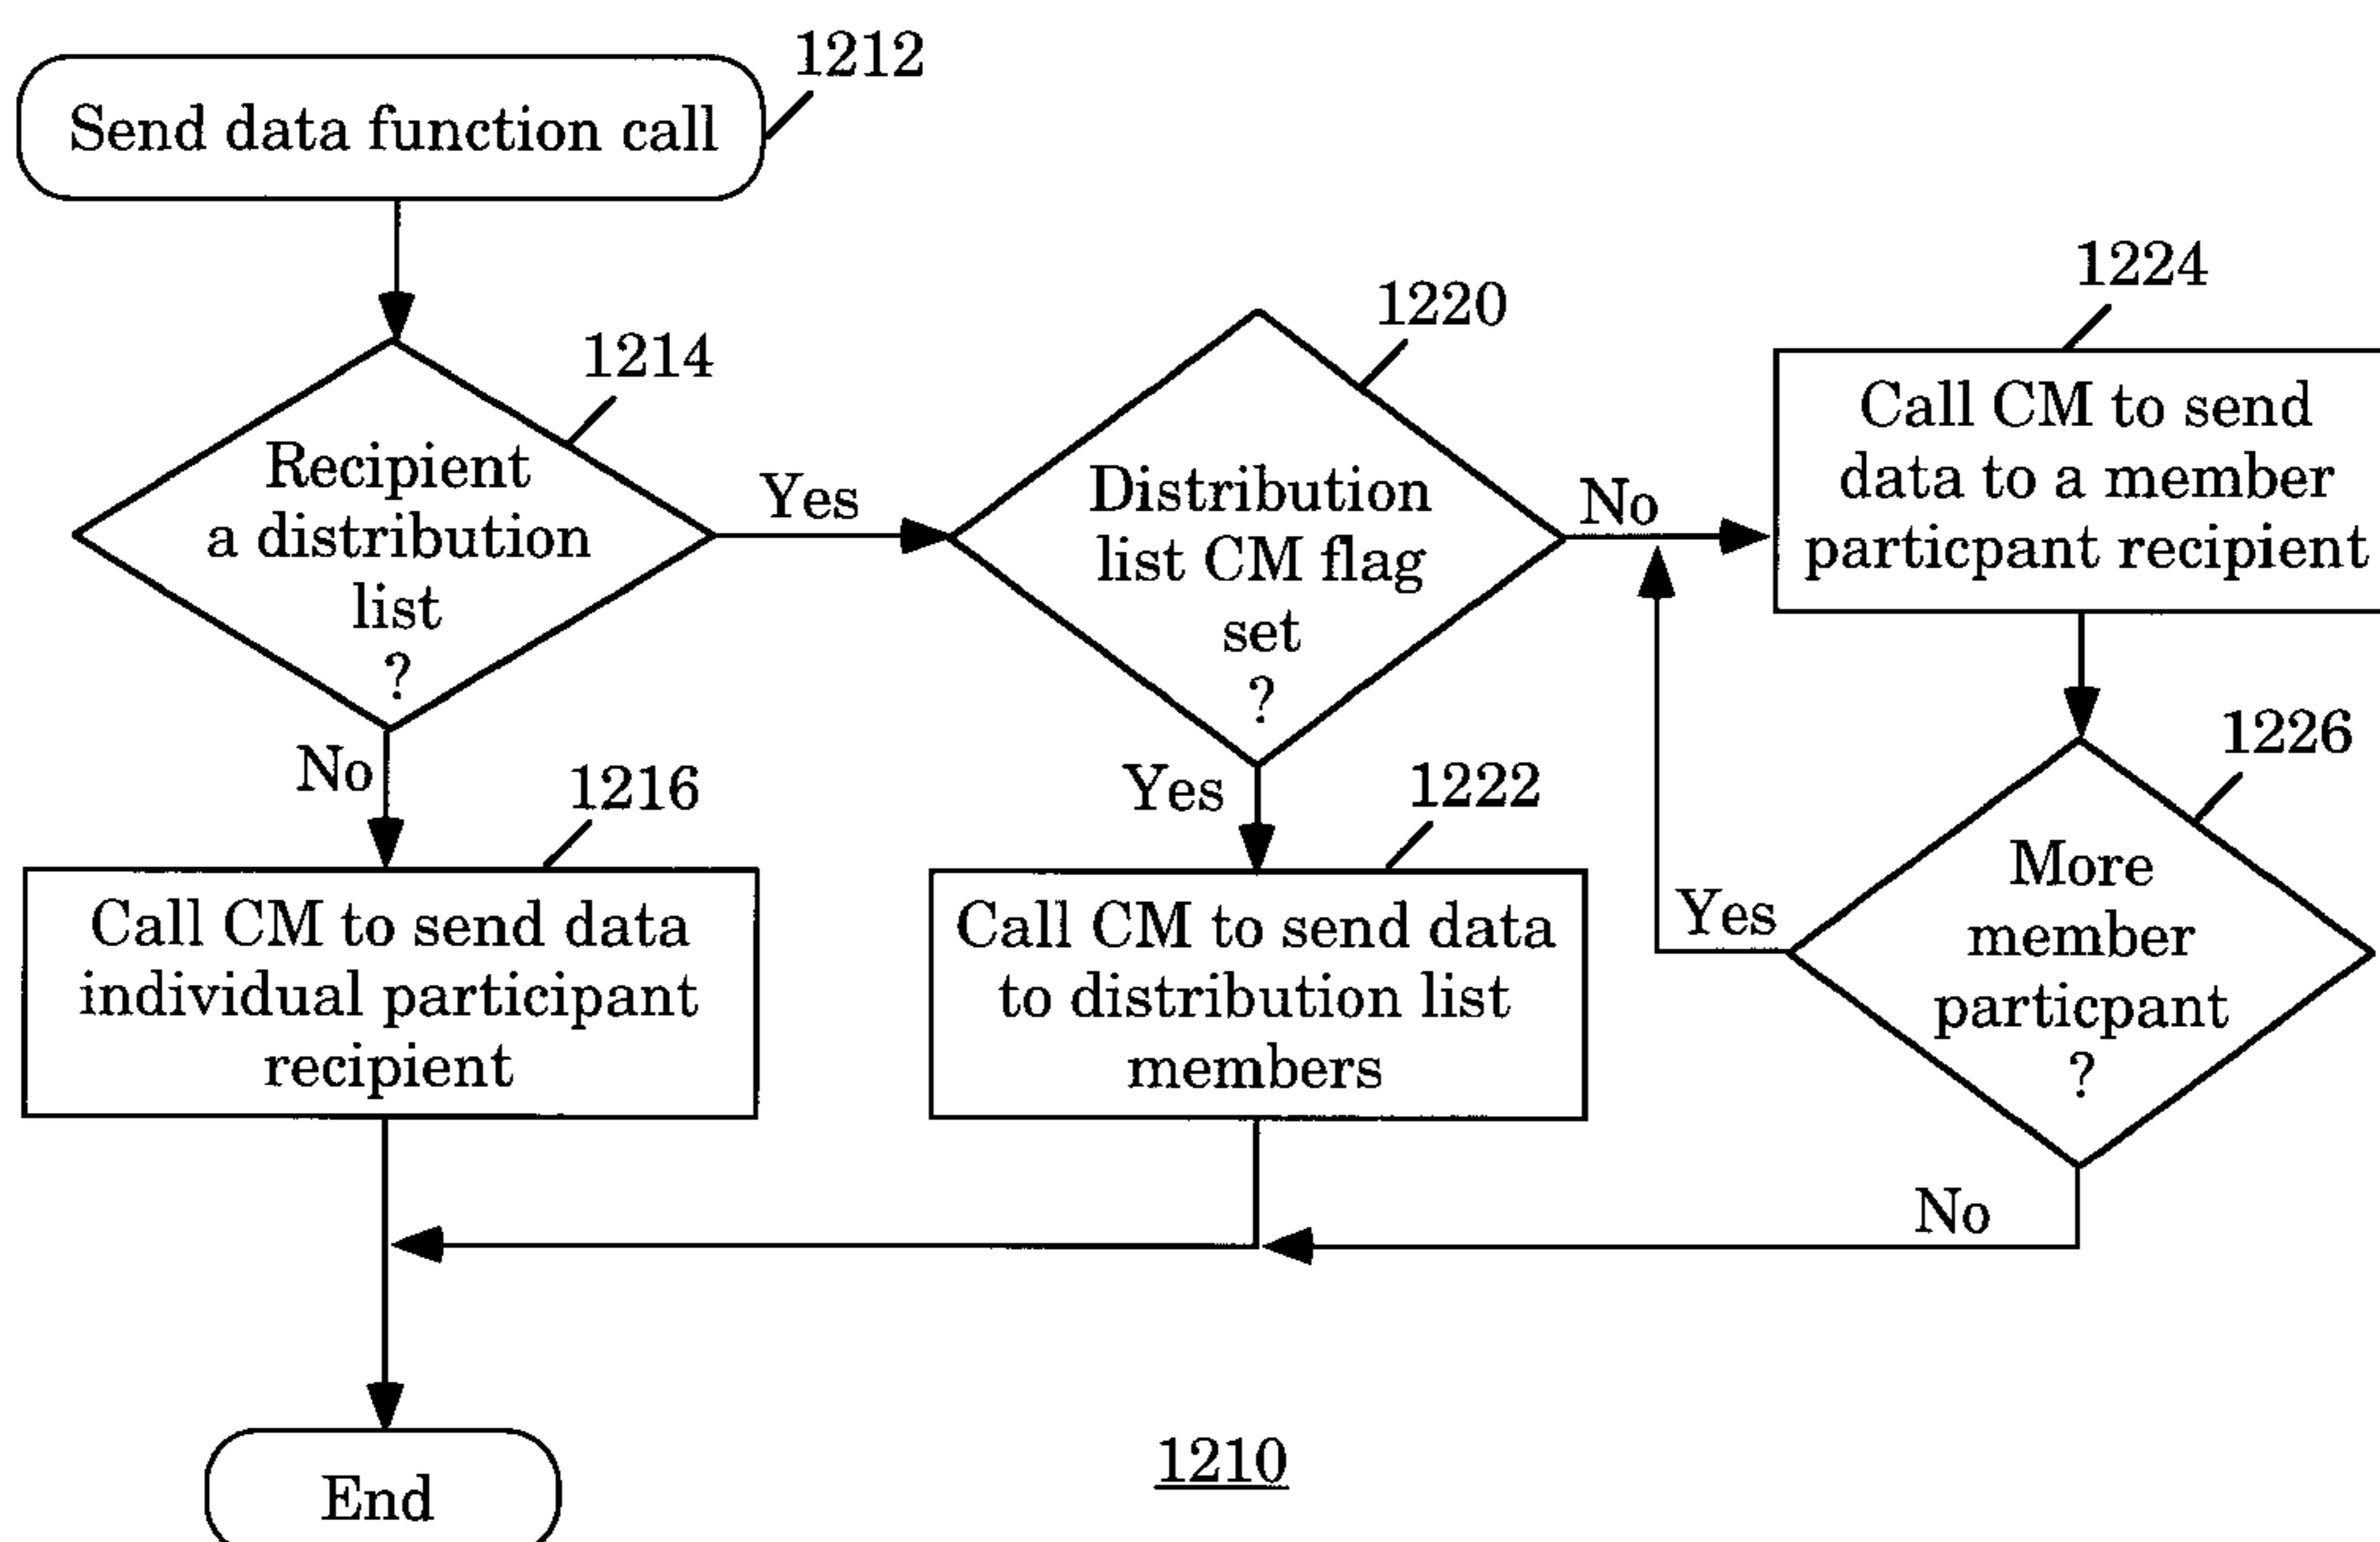 1212
Send data function call
1214
Recipient
a distribution
list
?
Yes
No
1220
Distribution
list CM flag
set
?
No
Yes
1224
Call CM to send
data to a member
particpant recipient
1226
More
member
particpant
?
Yes
No
1216
Call CM to send data
individual participant
recipient
1222
Call CM to send data
to distribution list
members
End
1210